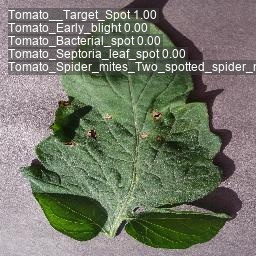 Tomato__Target_Spot 1.00
Tomato_Early_blight 0.00
Tomato_Bacterial_spot 0.00
Tomato_Septoria_leaf_spot 0.00
Tomato_Spider_mites_Two_spotted_spider_